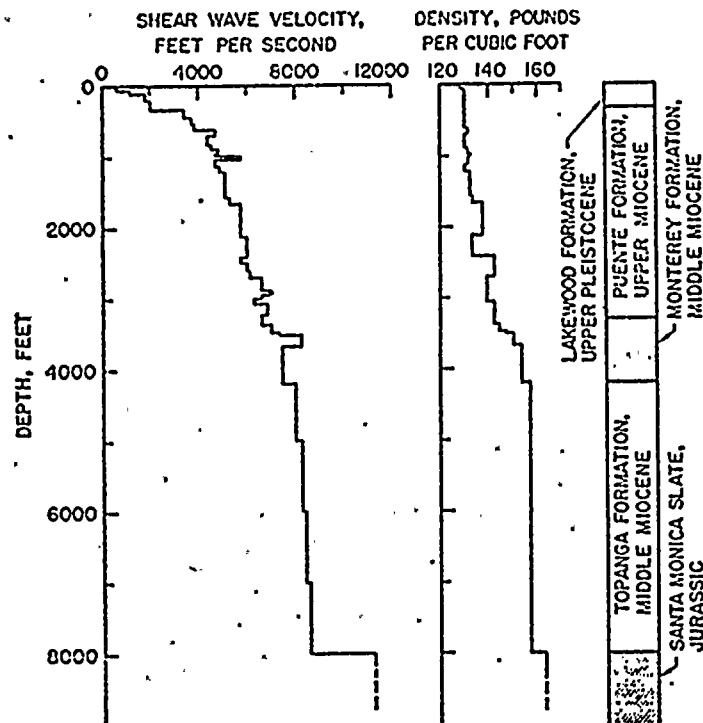 SHEAR WAVE VELOCITY,
FEET PER SECOND
DENSITY, POUNDS
PER CUBIC FOOT
0 4000 8000 12000
120 140 160
0
2000
4000
6000
8000
DEPTH, FEET
LAKEWOOD FORMATION,
UPPER PLEISTOCENE
PUENTE FORMATION,
UPPER MIOCENE
MONTEREY FORMATION,
MIDDLE MIOCENE
TOPANGA FORMATION,
MIDDLE MIOCENE
SANTA MONICA SLATE,
JURASSIC